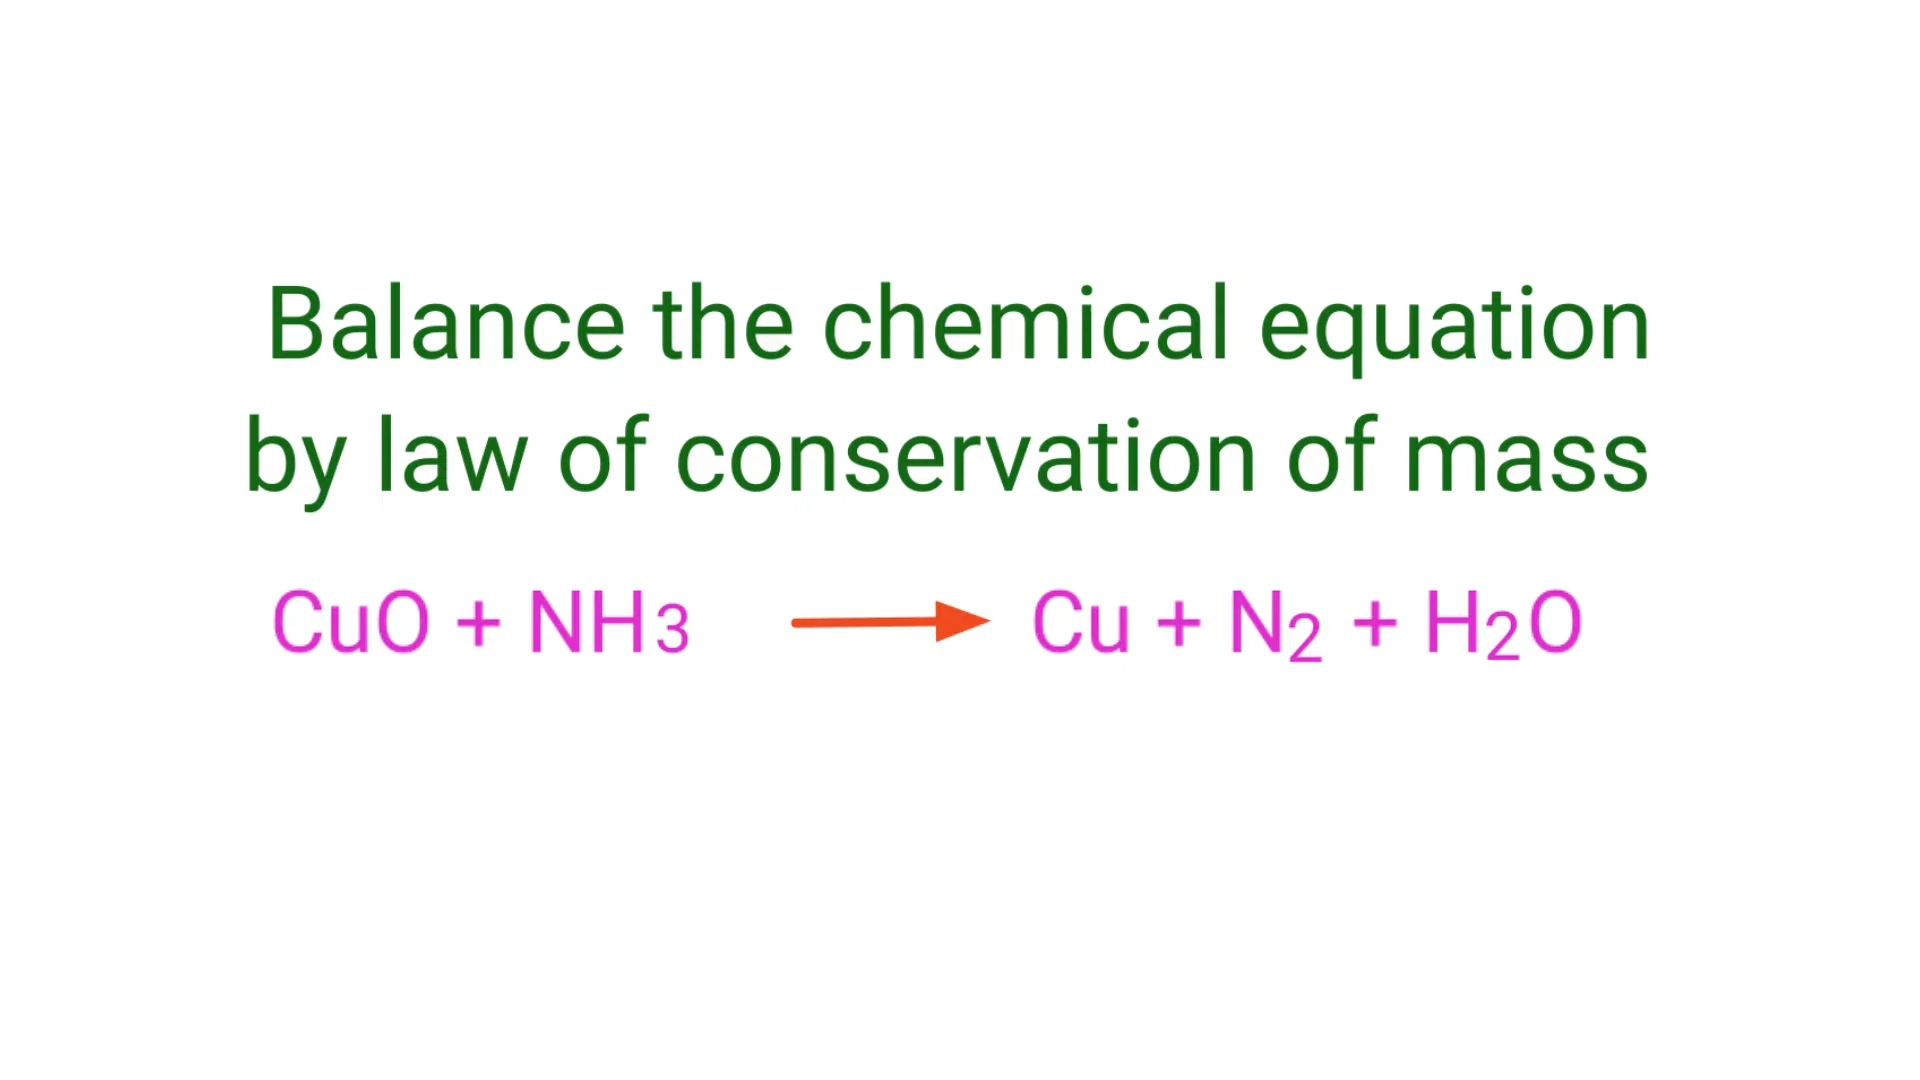 Balance the chemical equation
by law of conservation of mass
CuO + NH3 → Cu + N2 + H2O